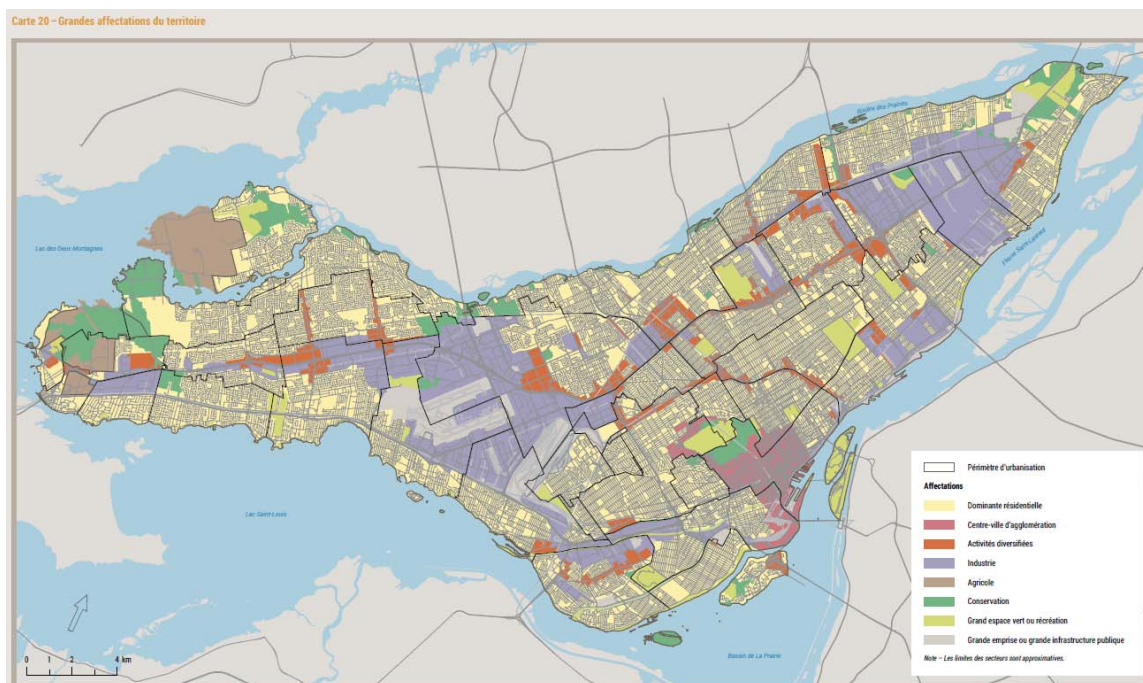 Carte 20 – Grandes affectations du territoire
Rivière des Prairies
Lac des Deux-Montagnes
Fleuve Saint-Laurent
Lac Saint-Louis
Bassin de La Prairie
0 1 2 4 km
Périmètre d'urbanisation
Affectations
Dominante résidentielle
Centre-ville d'agglomération
Activités diversifiées
Industrie
Agricole
Conservation
Grand espace vert ou récréation
Grande emprise ou grande infrastructure publique
Note – Les limites des secteurs sont approximatives.